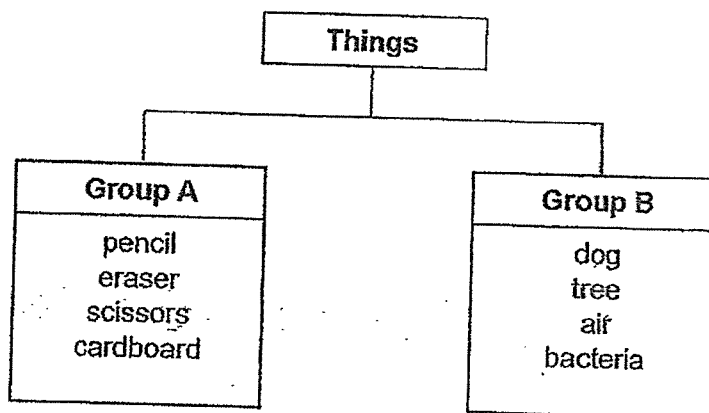 Things
Group A
pencil
eraser
scissors
cardboard
Group B
dog
tree
air
bacteria